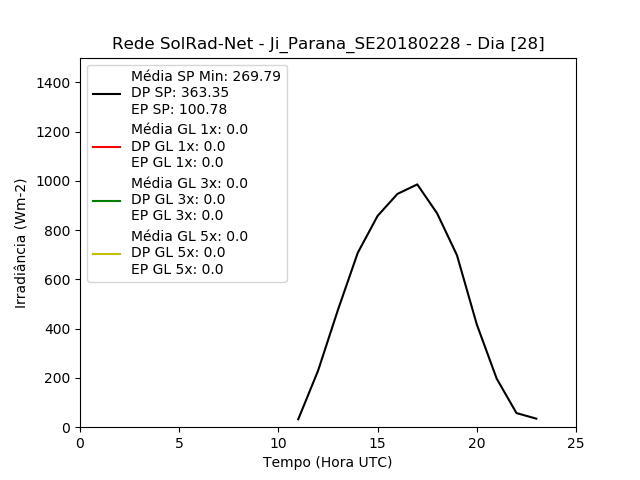 Rede SolRad-Net - Ji_Parana_SE20180228 - Dia [28]
Média SP Min: 269.79
DP SP: 363.35
EP SP: 100.78
Média GL 1x: 0.0
DP GL 1x: 0.0
EP GL 1x: 0.0
Média GL 3x: 0.0
DP GL 3x: 0.0
EP GL 3x: 0.0
Média GL 5x: 0.0
DP GL 5x: 0.0
EP GL 5x: 0.0
Irradiância (Wm-2)
1400
1200
1000
800
600
400
200
0
0 5 10 15 20 25
Tempo (Hora UTC)